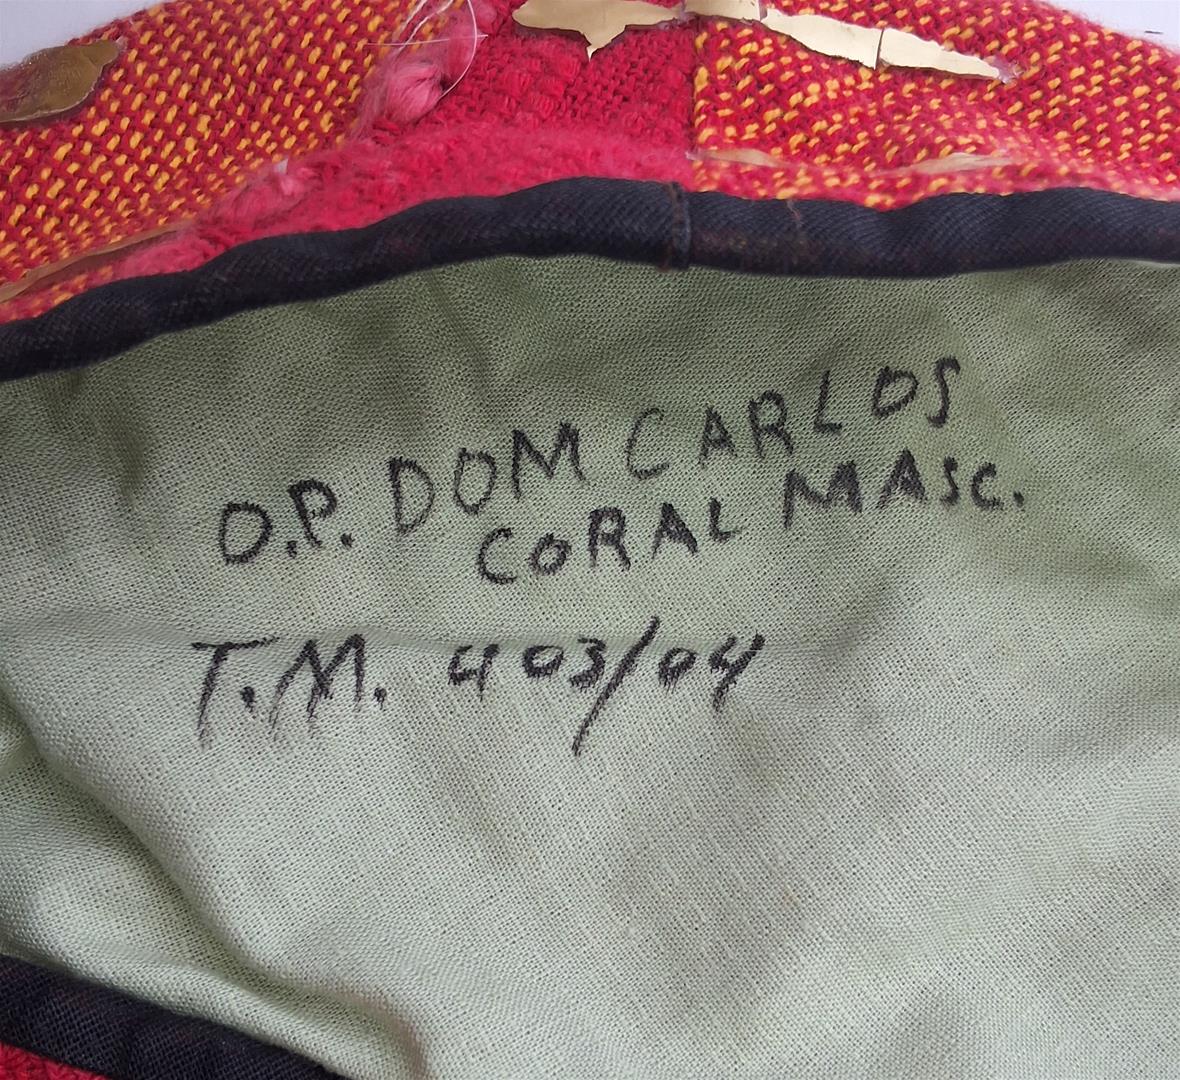 O.P. DOM CARLOS
CORAL MASC.
T.M. 403/04